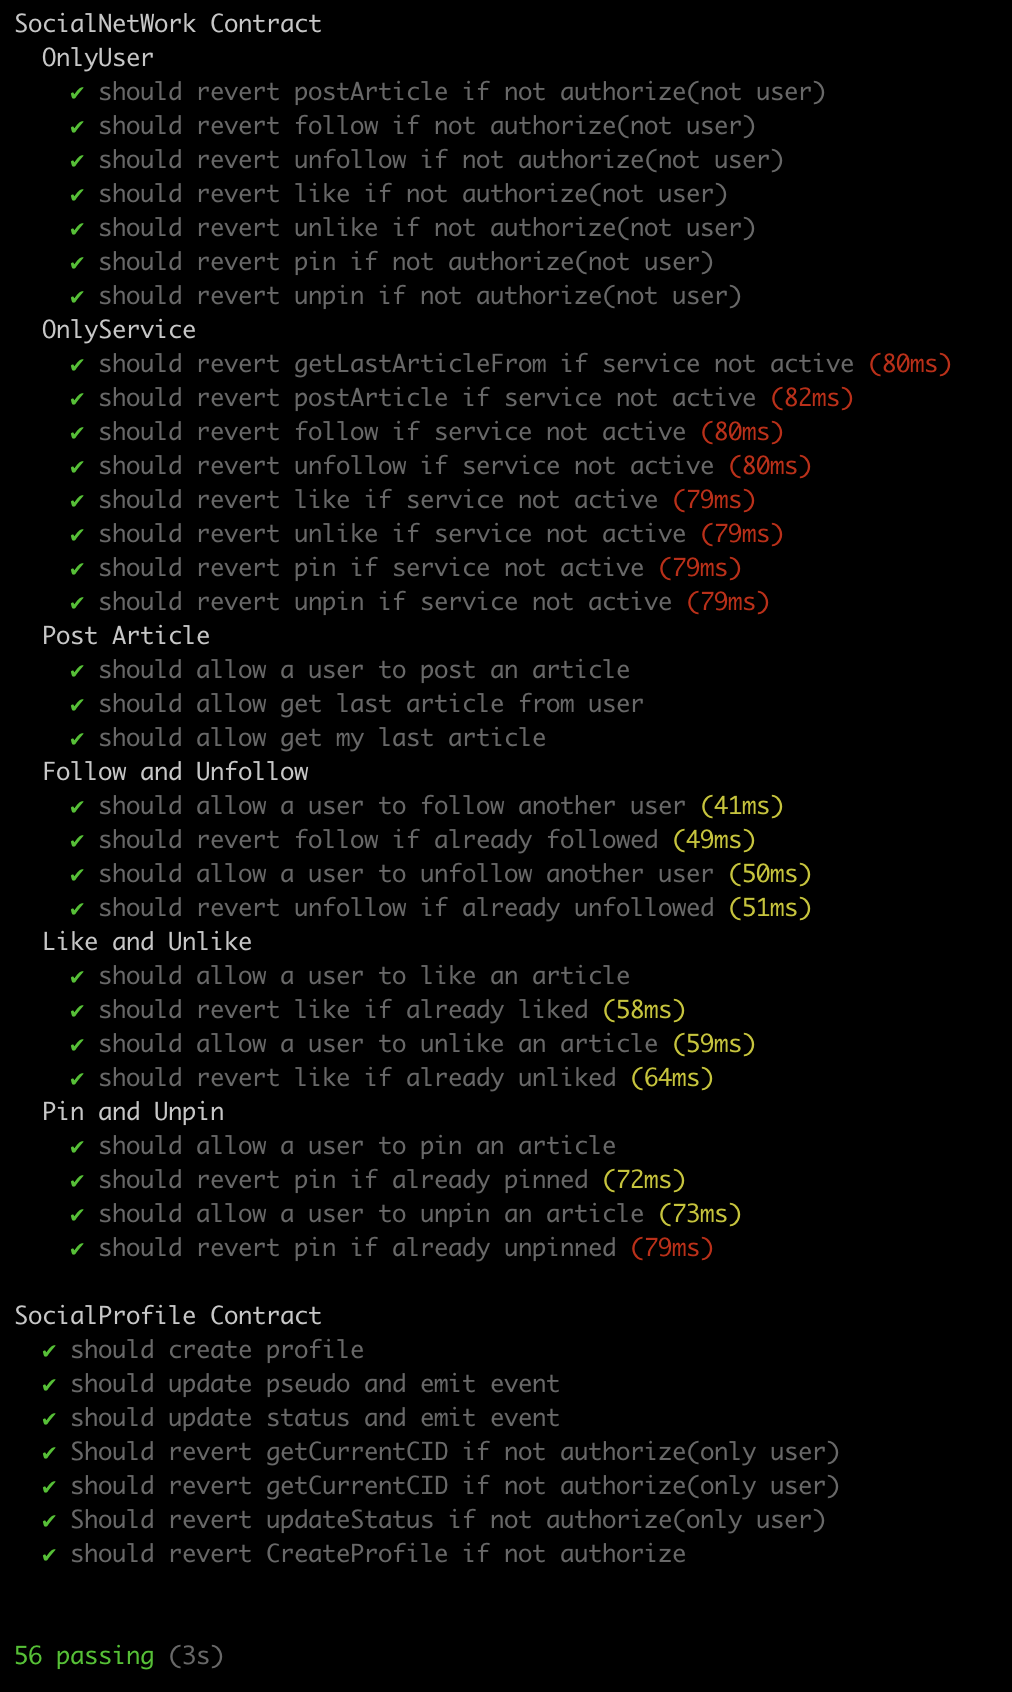 SocialNetWork Contract
OnlyUser
✔ should revert postArticle if not authorize(not user)
✔ should revert follow if not authorize(not user)
✔ should revert unfollow if not authorize(not user)
✔ should revert like if not authorize(not user)
✔ should revert unlike if not authorize(not user)
✔ should revert pin if not authorize(not user)
✔ should revert unpin if not authorize(not user)
OnlyService
✔ should revert getLastArticleFrom if service not active (80ms)
✔ should revert postArticle if service not active (82ms)
✔ should revert follow if service not active (80ms)
✔ should revert unfollow if service not active (80ms)
✔ should revert like if service not active (79ms)
✔ should revert unlike if service not active (79ms)
✔ should revert pin if service not active (79ms)
✔ should revert unpin if service not active (79ms)
Post Article
✔ should allow a user to post an article
✔ should allow get last article from user
✔ should allow get my last article
Follow and Unfollow
✔ should allow a user to follow another user (41ms)
✔ should revert follow if already followed (49ms)
✔ should allow a user to unfollow another user (50ms)
✔ should revert unfollow if already unfollowed (51ms)
Like and Unlike
✔ should allow a user to like an article
✔ should revert like if already liked (58ms)
✔ should allow a user to unlike an article (59ms)
✔ should revert like if already unliked (64ms)
Pin and Unpin
✔ should allow a user to pin an article
✔ should revert pin if already pinned (72ms)
✔ should allow a user to unpin an article (73ms)
✔ should revert pin if already unpinned (79ms)
SocialProfile Contract
✔ should create profile
✔ should update pseudo and emit event
✔ should update status and emit event
✔ Should revert getCurrentCID if not authorize(only user)
✔ should revert getCurrentCID if not authorize(only user)
✔ Should revert updateStatus if not authorize(only user)
✔ should revert CreateProfile if not authorize
56 passing (3s)